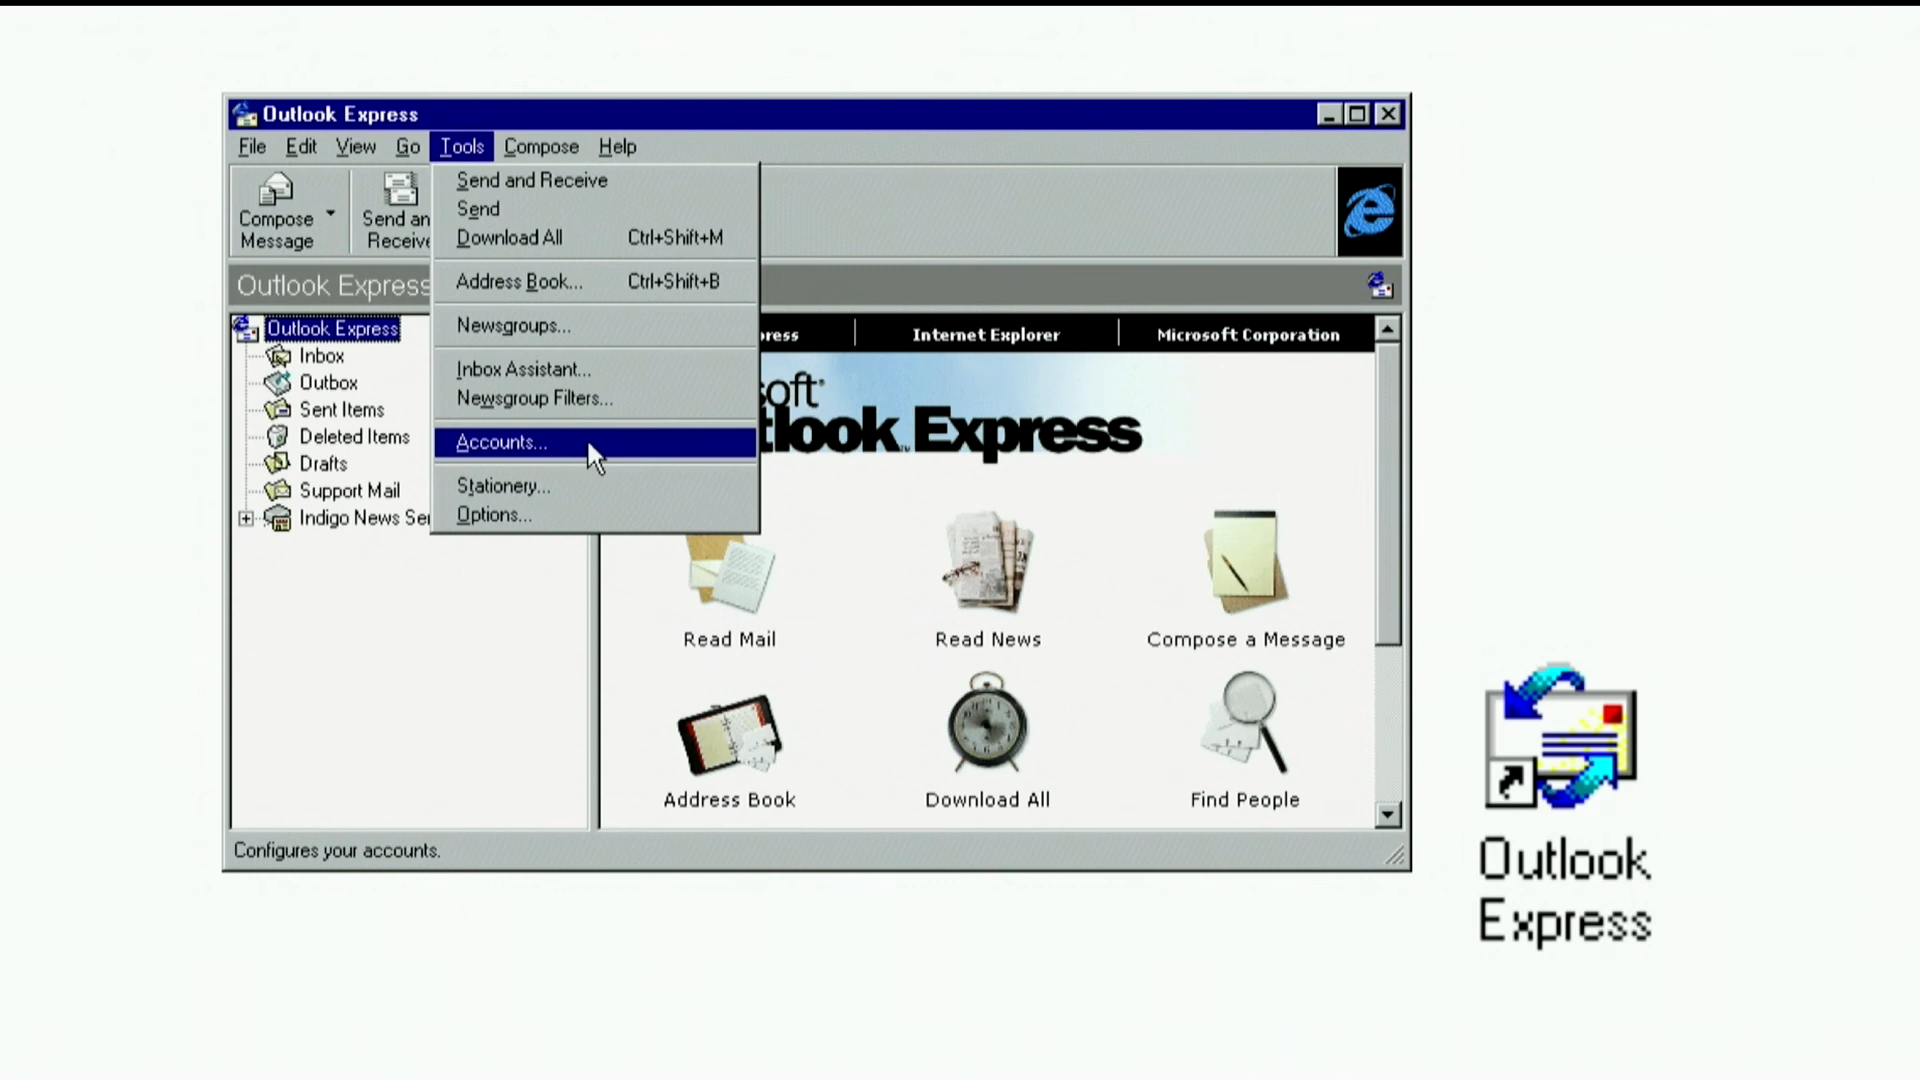 Outlook Express
File Edit View Go Tools Compose Help
Compose
Message
Send an
Receive
Send and Receive
Send
Download All Ctrl+Shift+M
Address Book... Ctrl+Shift+B
Newsgroups...
Inbox Assistant...
Newsgroup Filters...
Accounts...
Stationery...
Options...
Outlook Express
Outlook Express
Inbox
Outbox
Sent Items
Deleted Items
Drafts
Support Mail
Indigo News Ser
press Internet Explorer Microsoft Corporation
soft
tlook Express
Read Mail Read News Compose a Message
Address Book Download All Find People
Configures your accounts.
Outlook
Express